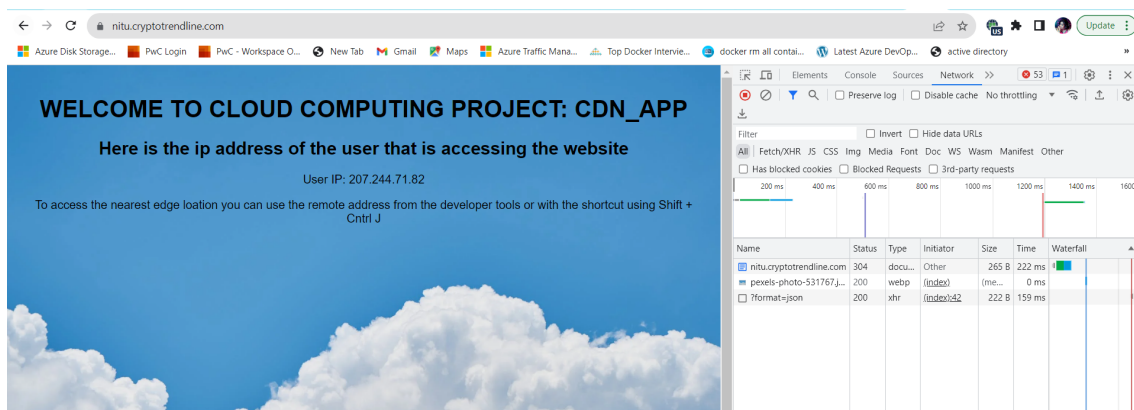 nitu.cryptotrendline.com
US
Update
Azure Disk Storage... PwC Login PwC - Workspace O... New Tab Gmail Maps Azure Traffic Mana... Top Docker Intervie... docker rm all contai... Latest Azure DevOp... active directory »
WELCOME TO CLOUD COMPUTING PROJECT: CDN_APP
Here is the ip address of the user that is accessing the website
User IP: 207.244.71.82
To access the nearest edge loation you can use the remote address from the developer tools or with the shortcut using Shift +
Cntrl J
Elements Console Sources Network 53 1
Preserve log Disable cache No throttling
Filter Invert Hide data URLs
All Fetch/XHR JS CSS Img Media Font Doc WS Wasm Manifest Other
Has blocked cookies Blocked Requests 3rd-party requests
200 ms 400 ms 600 ms 800 ms 1000 ms 1200 ms 1400 ms 1600
Name Status Type Initiator Size Time Waterfall
nitu.cryptotrendline.com 304 docu... Other 265 B 222 ms
pexels-photo-531767.j... 200 webp (index) (me... 0 ms
?format=json 200 xhr (index):42 222 B 159 ms